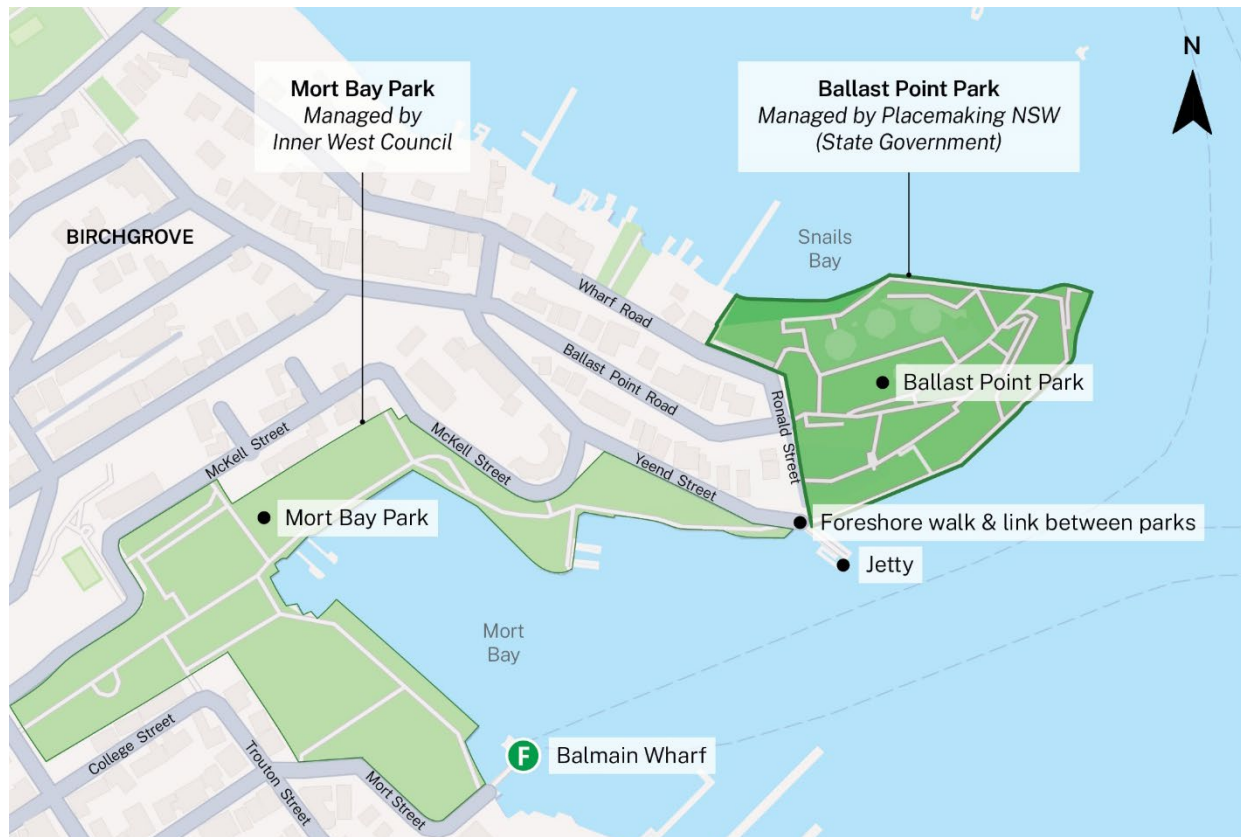 N
Mort Bay Park
Managed by
Inner West Council
Ballast Point Park
Managed by Placemaking NSW
(State Government)
BIRCHGROVE
Snails
Bay
Wharf Road
Ballast Point Road
Ronald Street
Ballast Point Park
McKell Street
McKell Street
Yeend Street
Mort Bay Park
Foreshore walk & link between parks
Jetty
Mort
Bay
College Street
Trouton Street
Mort Street
F
Balmain Wharf